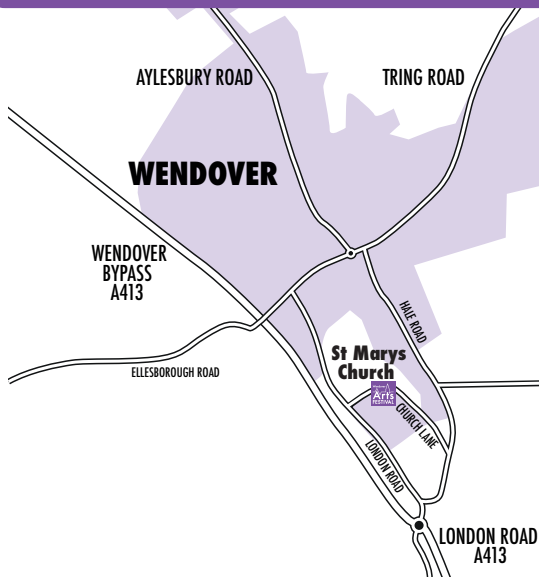 AYLESBURY ROAD
TRING ROAD
WENDOVER
WENDOVER
BYPASS
A413
HALE ROAD
ELLESBOROUGH ROAD
St Marys
Church
Arts
FESTIVAL
CHURCH LANE
LONDON ROAD
LONDON ROAD
A413